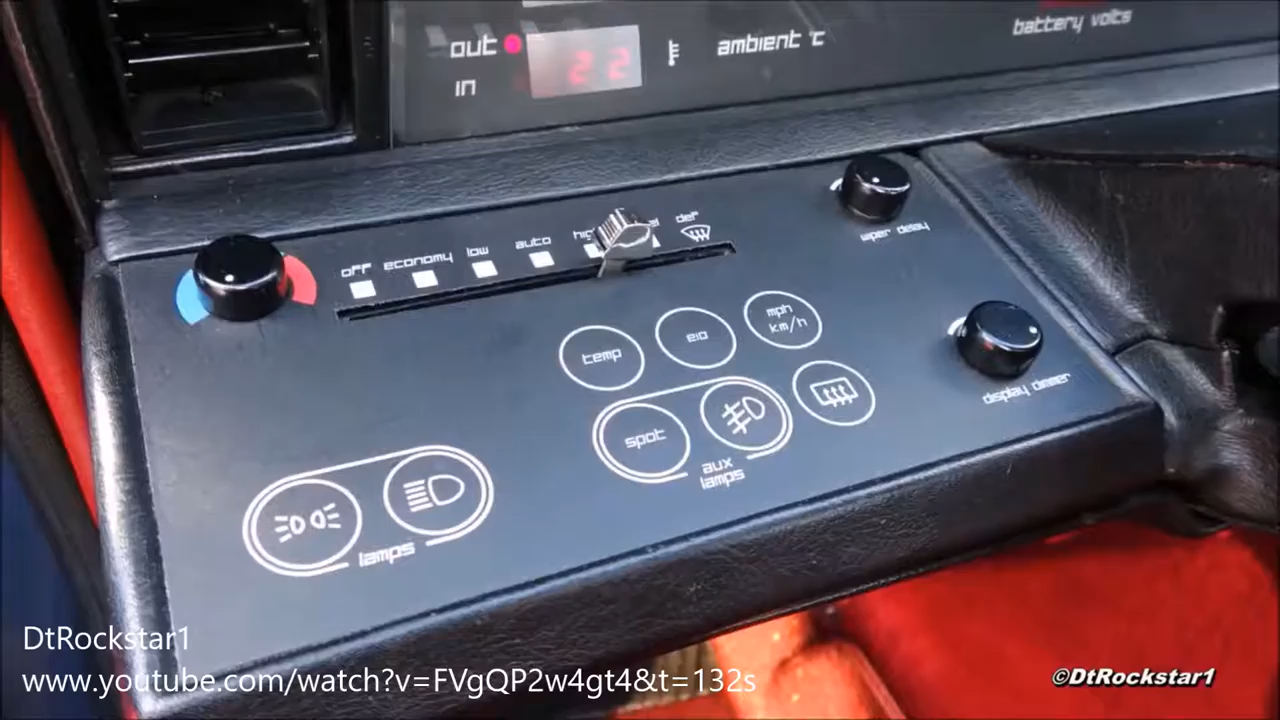 out
in
22
ambient °C
battery volts
off
economy
low
auto
def
wiper delay
temp
e10
mph
km/h
display dimmer
spot
aux
lamps
lamps
DtRockstar1
www.youtube.com/watch?v=FVgQP2w4gt4&t=132s
©DtRockstar1